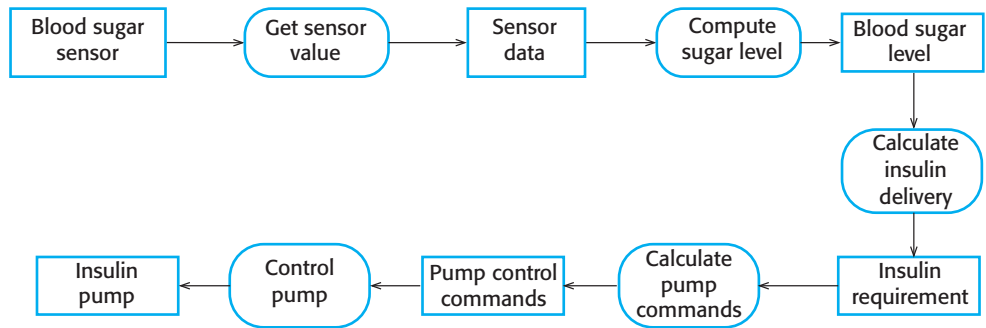 Blood sugar
sensor
Get sensor
value
Sensor
data
Compute
sugar level
Blood sugar
level
Calculate
insulin
delivery
Insulin
requirement
Calculate
pump
commands
Pump control
commands
Control
pump
Insulin
pump